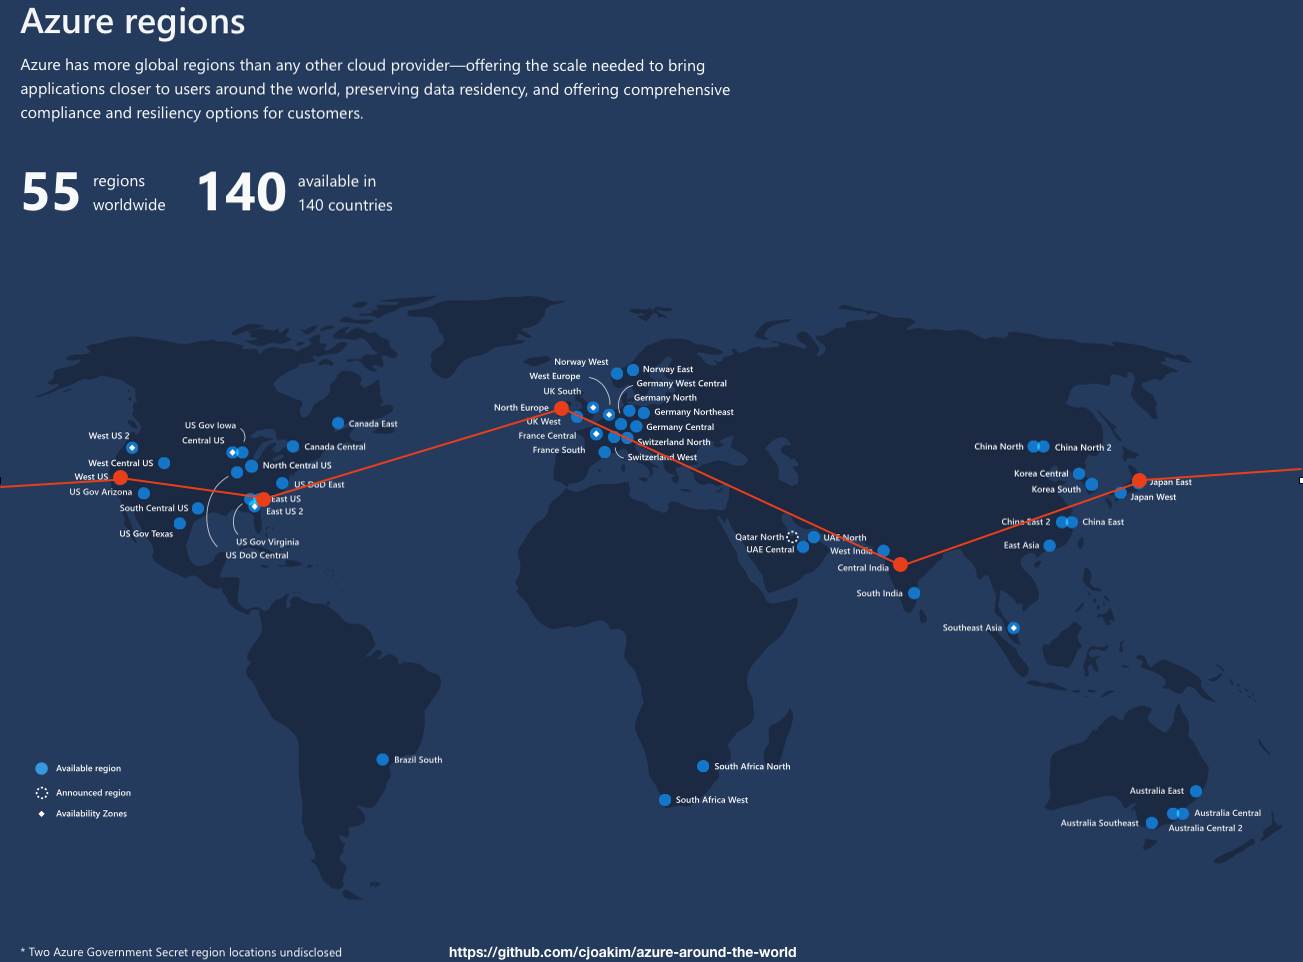 Azure regions
Azure has more global regions than any other cloud provider—offering the scale needed to bring
applications closer to users around the world, preserving data residency, and offering comprehensive
compliance and resiliency options for customers.
55 regions worldwide
140 available in 140 countries
Norway West
Norway East
West Europe
Germany West Central
UK South
Germany North
North Europe
Germany Northeast
UK West
Germany Central
France Central
Switzerland North
France South
Switzerland West
Canada East
US Gov Iowa
West US 2
Central US
Canada Central
West Central US
North Central US
West US
US DoD East
US Gov Arizona
East US
South Central US
East US 2
US Gov Texas
US Gov Virginia
US DoD Central
China North
China North 2
Korea Central
Korea South
Japan East
Japan West
China East 2
China East
East Asia
Qatar North
UAE North
UAE Central
West India
Central India
South India
Southeast Asia
Brazil South
South Africa North
South Africa West
Australia East
Australia Central
Australia Southeast
Australia Central 2
Available region
Announced region
Availability Zones
* Two Azure Government Secret region locations undisclosed
https://github.com/cjoakim/azure-around-the-world